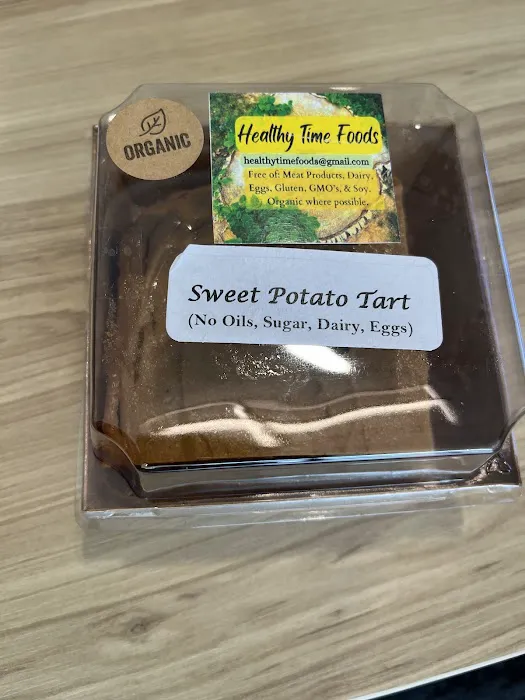 ORGANIC
Healthy Time Foods
healthytimefoods@gmail.com
Free of: Meat Products, Dairy,
Eggs, Gluten, GMO's, & Soy.
Organic where possible.
Sweet Potato Tart
(No Oils, Sugar, Dairy, Eggs)